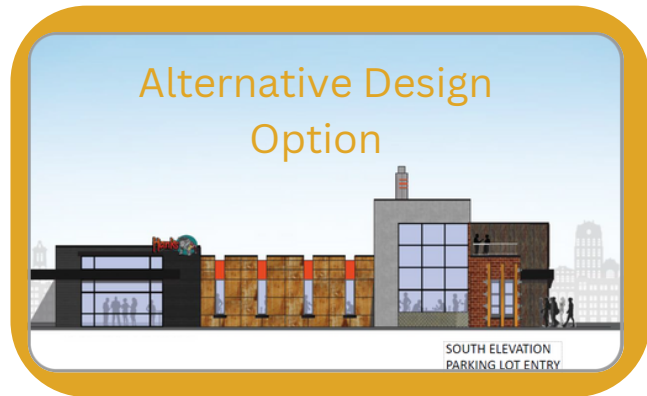 Alternative Design
Option
SOUTH ELEVATION
PARKING LOT ENTRY